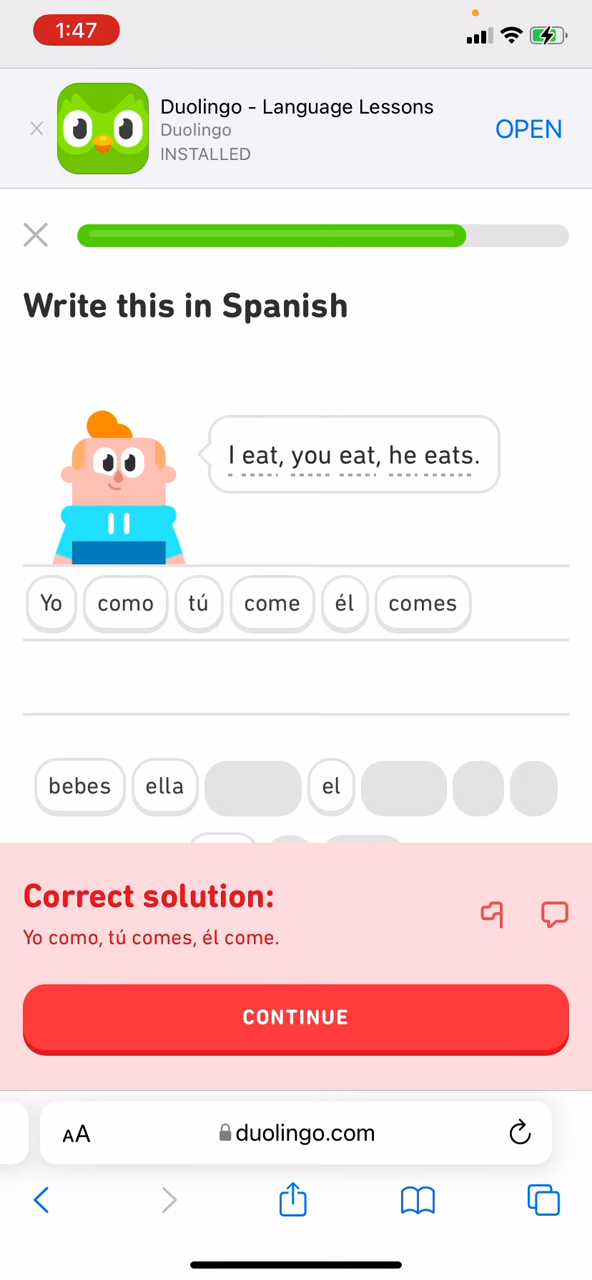 1:47
Duolingo - Language Lessons
Duolingo
OPEN
INSTALLED
Write this in Spanish
I eat, you eat, he eats.
Yo como tú come él comes
bebes ella el
Correct solution:
Yo como, tú comes, él come.
CONTINUE
AA duolingo.com